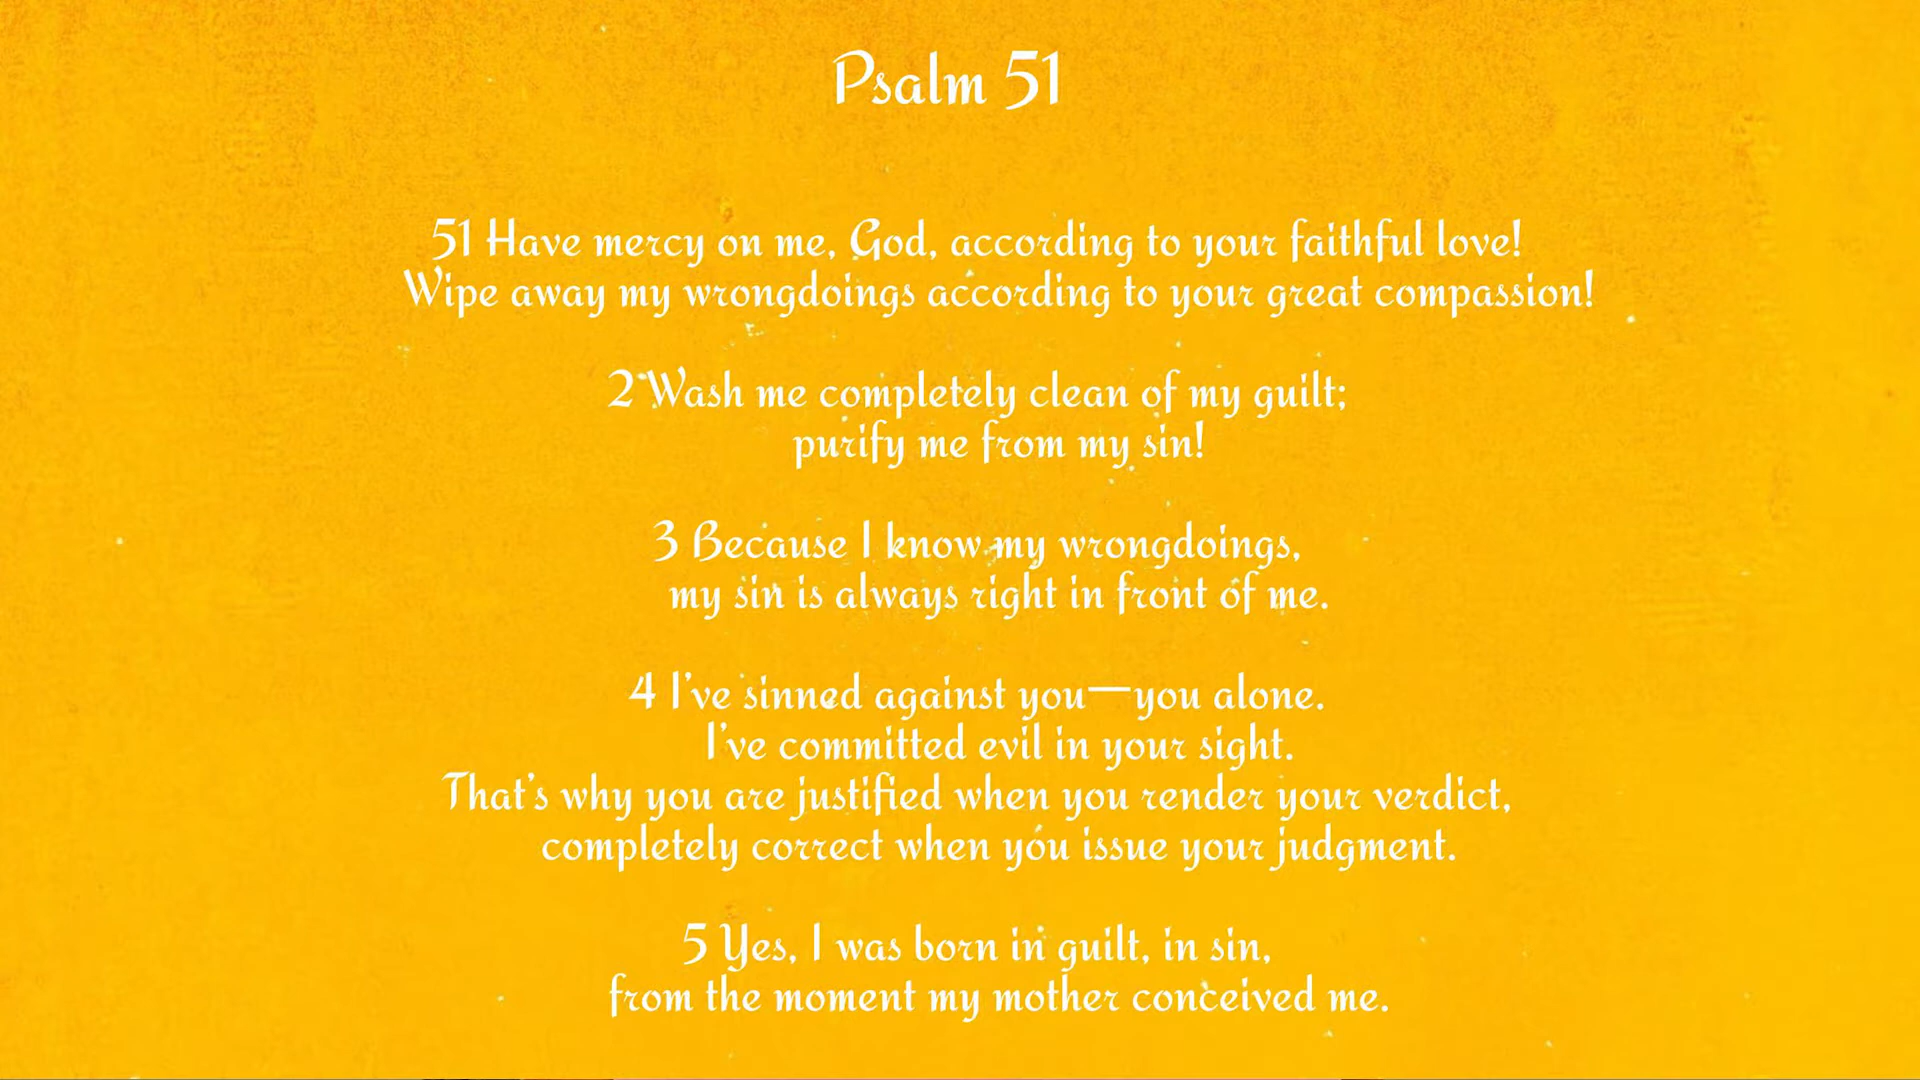 Psalm 51
51 Have mercy on me, God, according to your faithful love!
Wipe away my wrongdoings according to your great compassion!
2 Wash me completely clean of my guilt;
purify me from my sin!
3 Because I know my wrongdoings,
my sin is always right in front of me.
4 I've sinned against you—you alone.
I've committed evil in your sight.
That's why you are justified when you render your verdict,
completely correct when you issue your judgment.
5 Yes, I was born in guilt, in sin,
from the moment my mother conceived me.